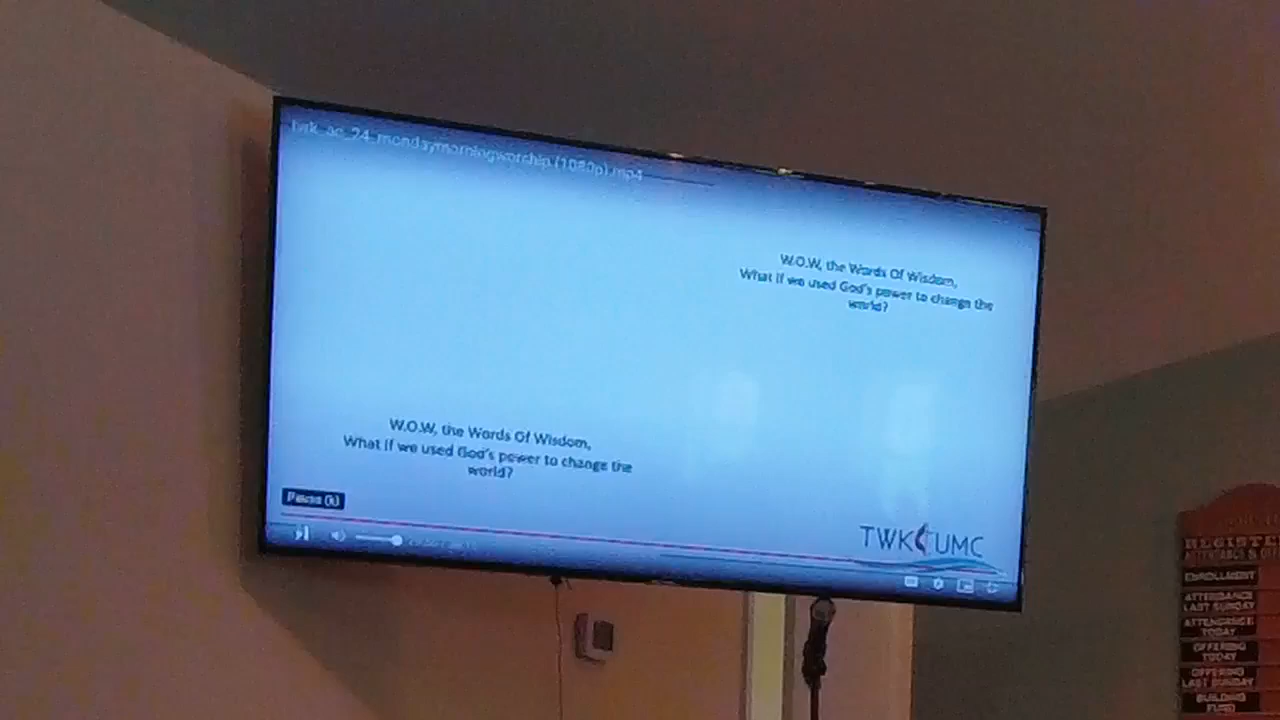 twk_ac_24_mondaymorningworship (1080p).mp4
W.O.W, the Words Of Wisdom,
What if we used God's power to change the
world?
W.O.W, the Words Of Wisdom,
What if we used God's power to change the
world?
Pause (k)
TWK UMC
REGISTER
ATTENDANCE &
ENROLLMENT
ATTENDANCE
LAST SUNDAY
ATTENDANCE
TODAY
OFFERING
TODAY
OFFERING
LAST SUNDAY
BUILDING
FUND